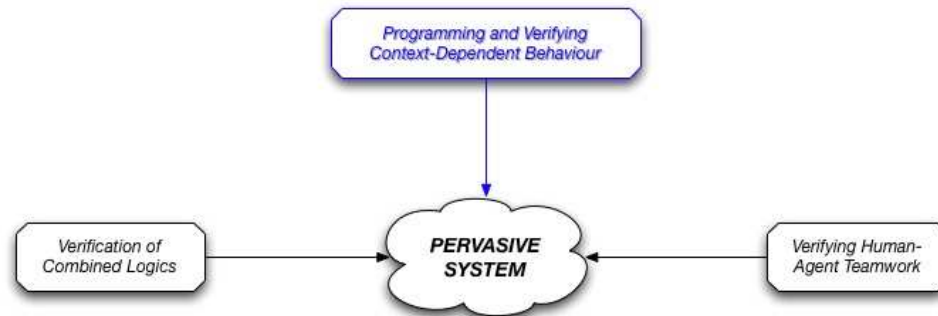 Programming and Verifying
Context-Dependent Behaviour
PERVASIVE
SYSTEM
Verification of
Combined Logics
Verifying Human-
Agent Teamwork